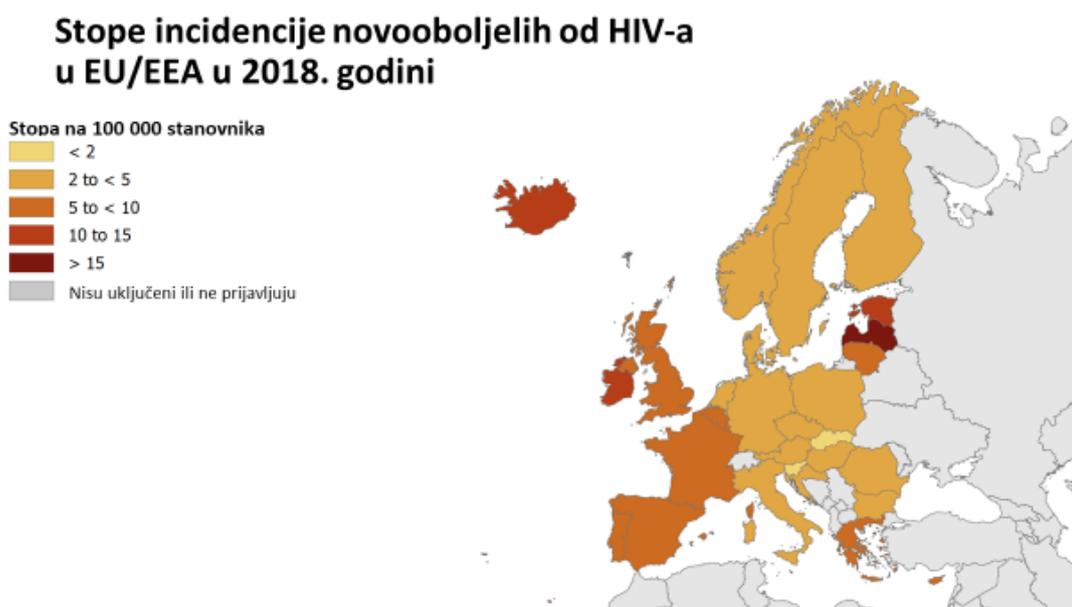 Stope incidencije novooboljelih od HIV-a
u EU/EEA u 2018. godini
Stopa na 100 000 stanovnika
< 2
2 to < 5
5 to < 10
10 to 15
> 15
Nisu uključeni ili ne prijavljuju